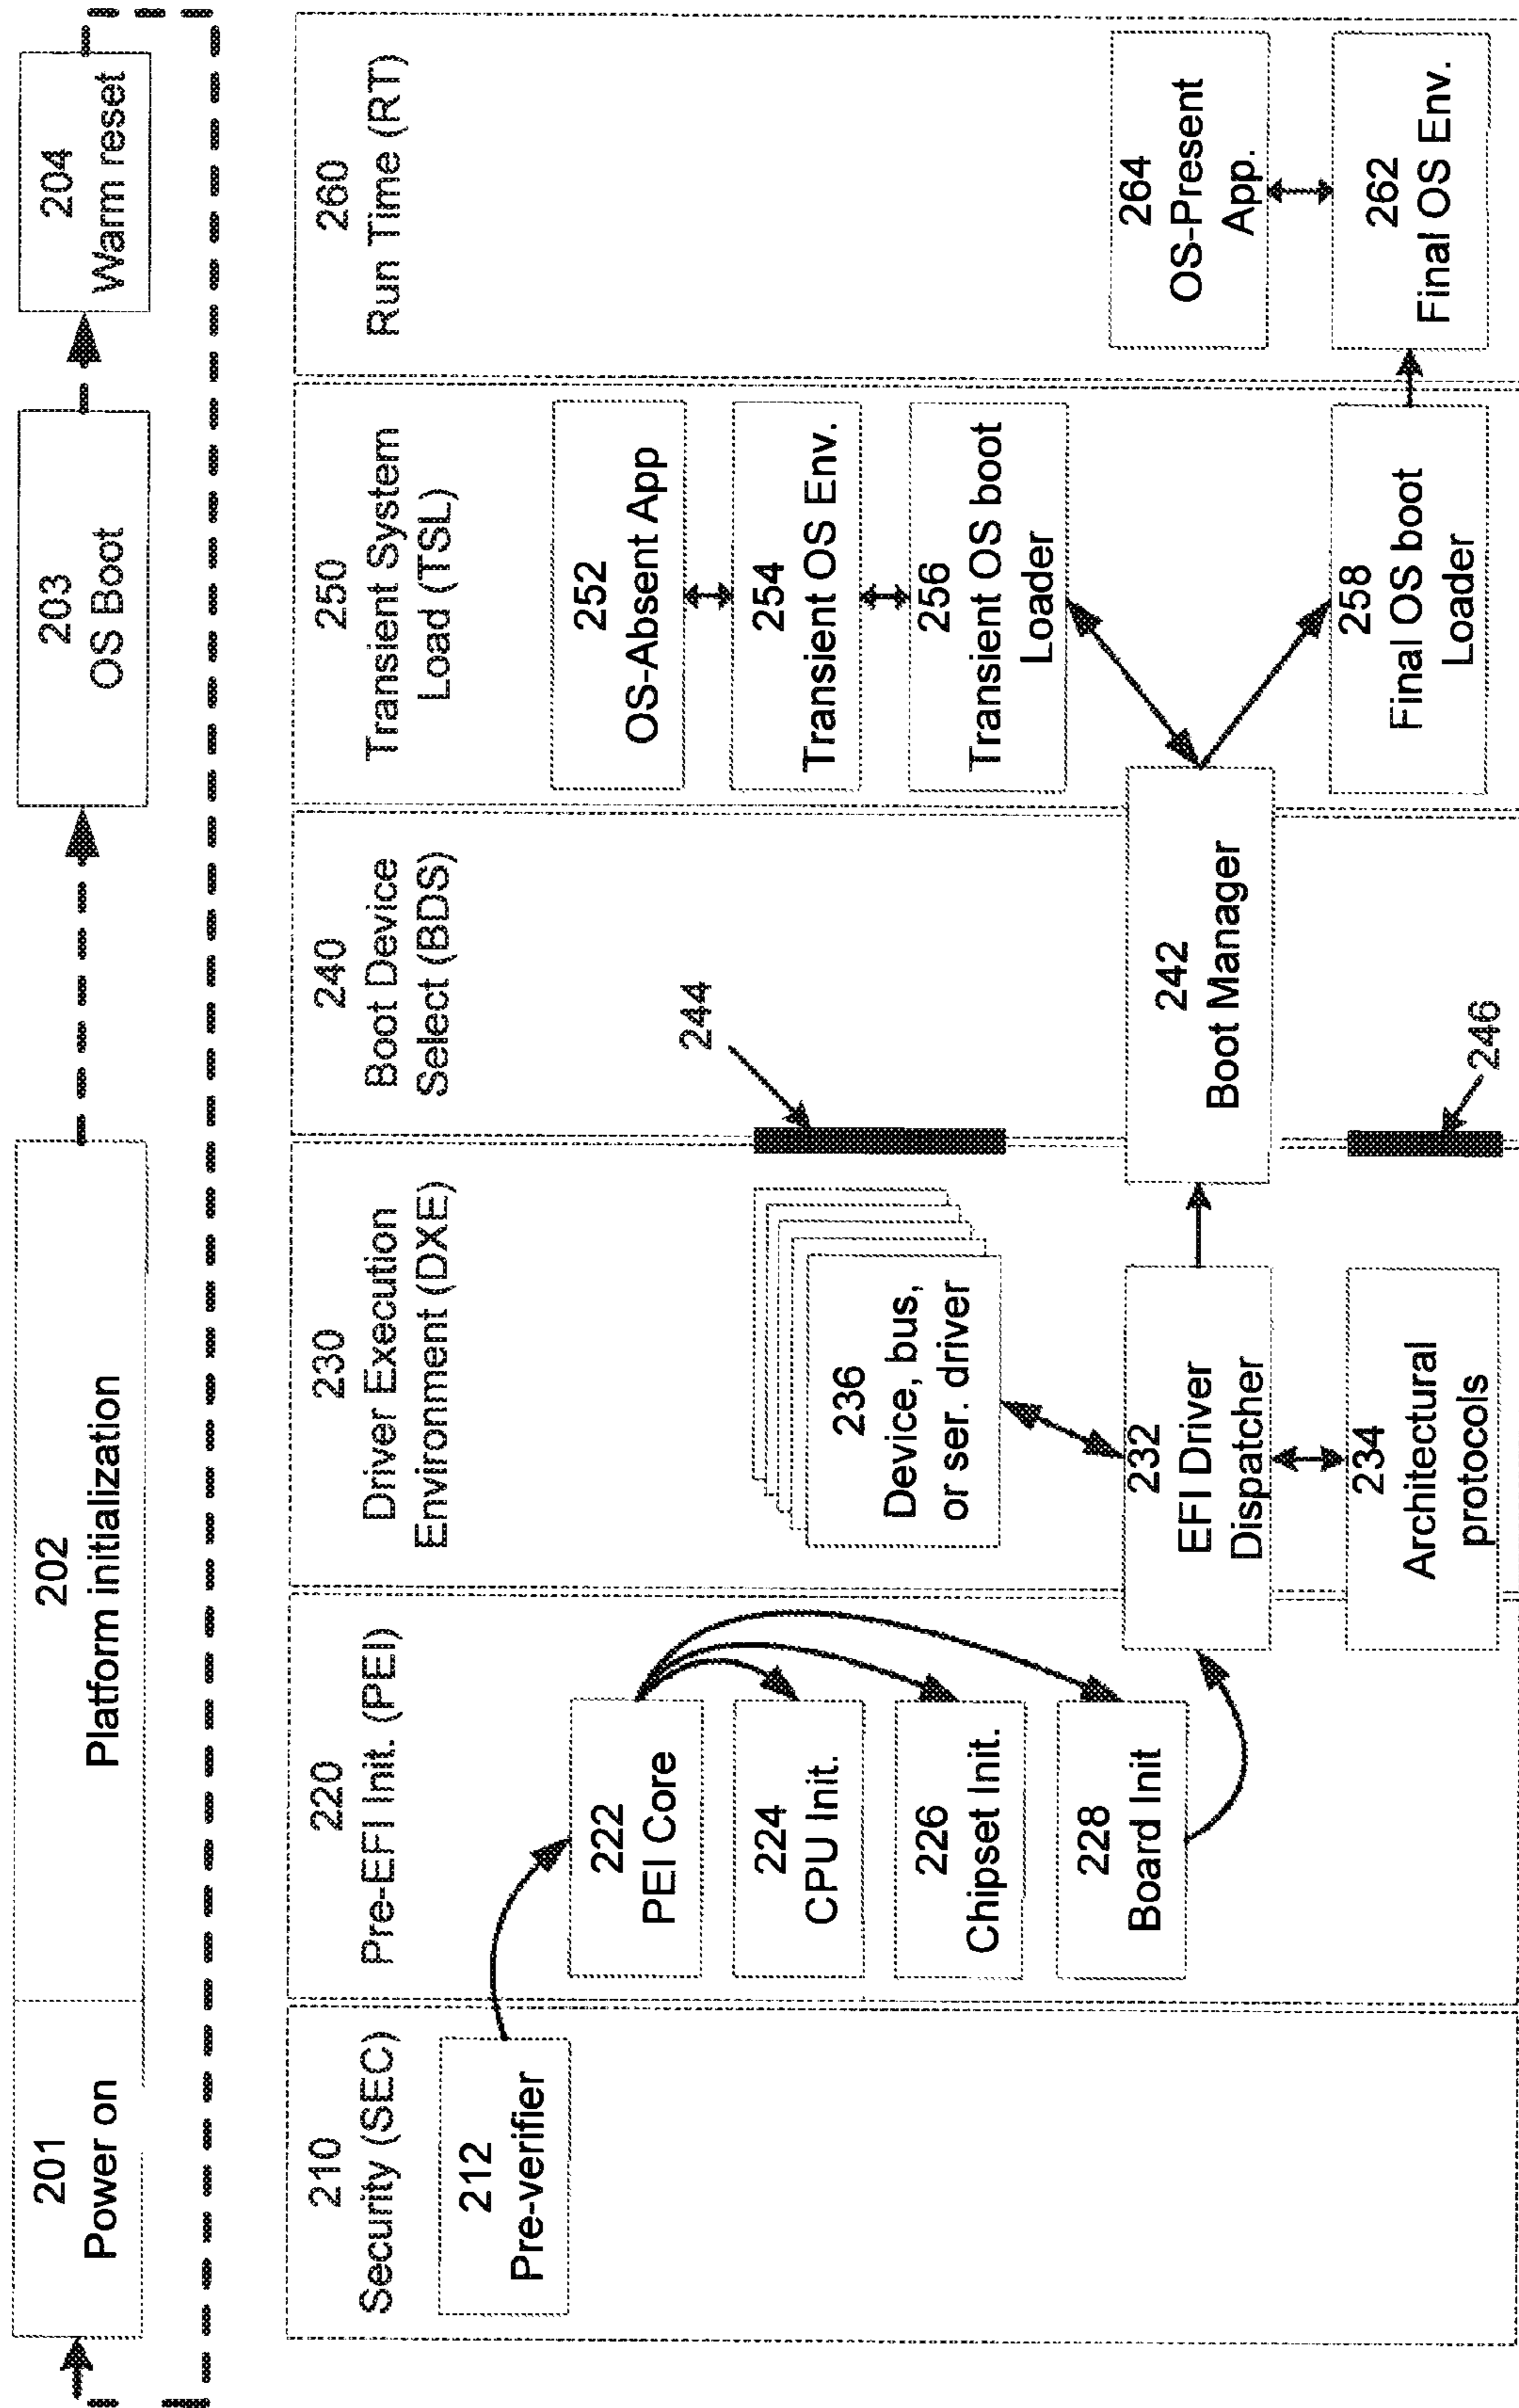 201
Power on
202
Platform initialization
203
OS Boot
204
Warm reset
210
Security (SEC)
212
Pre-verifier
220
Pre-EFI Init. (PEI)
222
PEI Core
224
CPU Init.
226
Chipset Init.
228
Board Init
230
Driver Execution
Environment (DXE)
236
Device, bus,
or ser. driver
232
EFI Driver
Dispatcher
234
Architectural
protocols
240
Boot Device
Select (BDS)
244
242
Boot Manager
246
250
Transient System
Load (TSL)
252
OS-Absent App
254
Transient OS Env.
256
Transient OS boot
Loader
258
Final OS boot
Loader
260
Run Time (RT)
264
OS-Present
App.
262
Final OS Env.